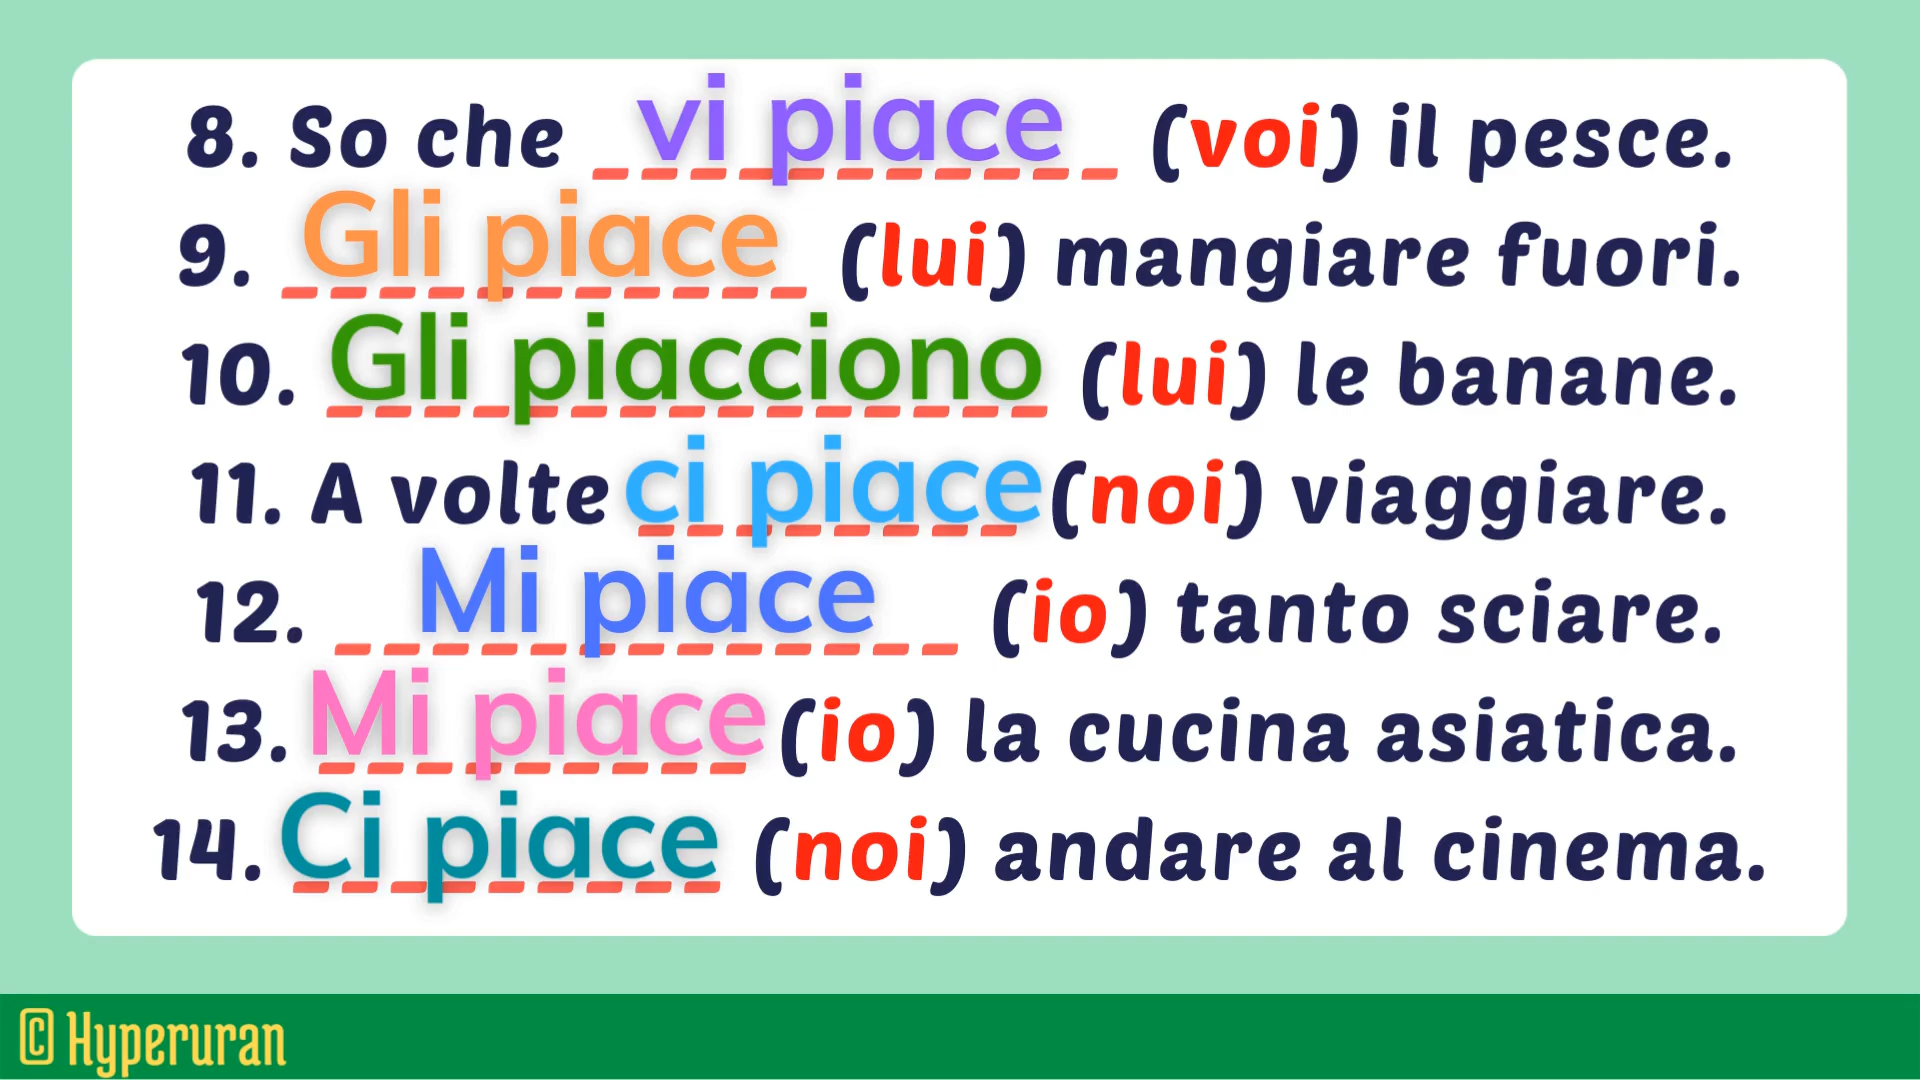 8. So che vi piace (voi) il pesce.
9. Gli piace (lui) mangiare fuori.
10. Gli piacciono (lui) le banane.
11. A volte ci piace (noi) viaggiare.
12. Mi piace (io) tanto sciare.
13. Mi piace (io) la cucina asiatica.
14. Ci piace (noi) andare al cinema.
© Hyperuran